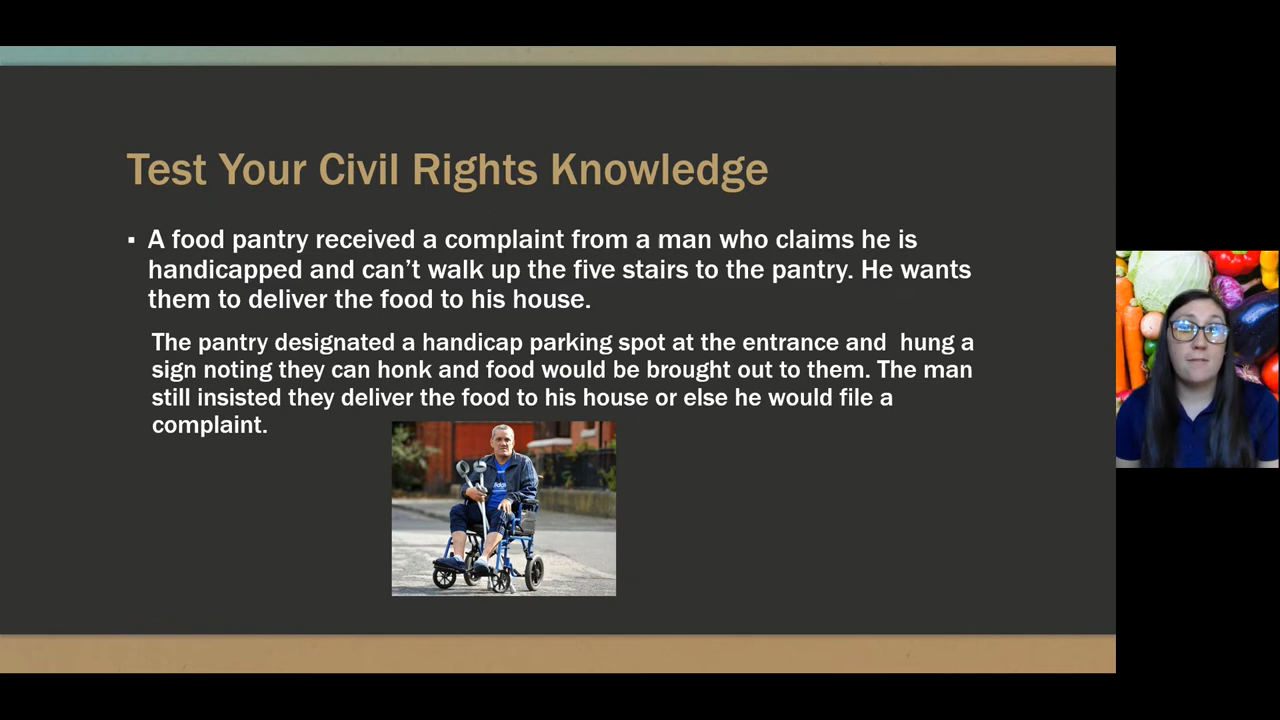 Test Your Civil Rights Knowledge
▪ A food pantry received a complaint from a man who claims he is
handicapped and can’t walk up the five stairs to the pantry. He wants
them to deliver the food to his house.
The pantry designated a handicap parking spot at the entrance and hung a
sign noting they can honk and food would be brought out to them. The man
still insisted they deliver the food to his house or else he would file a
complaint.